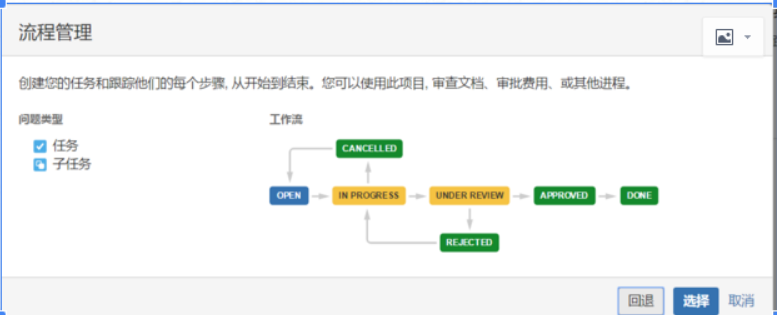 流程管理
创建您的任务和跟踪他们的每个步骤, 从开始到结束。您可以使用此项目, 审查文档、审批费用、或其他进程。
问题类型
工作流
任务
子任务
CANCELLED
OPEN
IN PROGRESS
UNDER REVIEW
APPROVED
DONE
REJECTED
回退
选择
取消